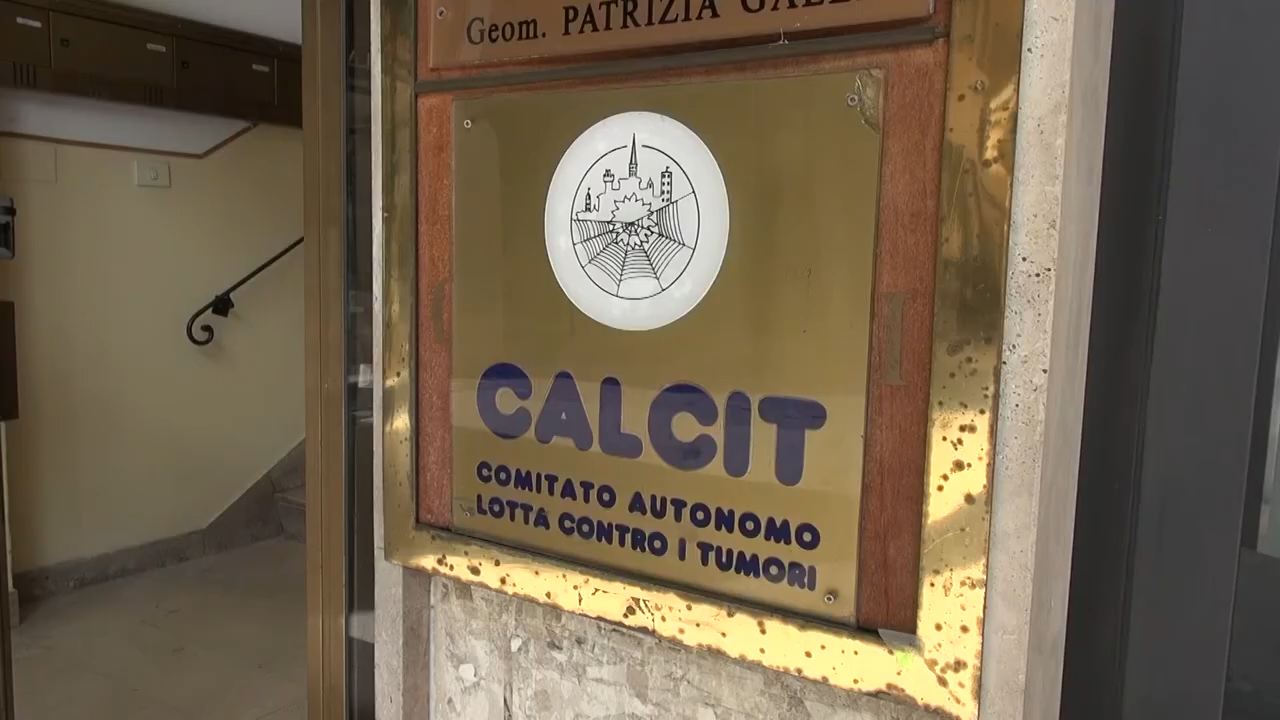 Geom. PATRIZIA
CALCIT
COMITATO AUTONOMO
LOTTA CONTRO I TUMORI